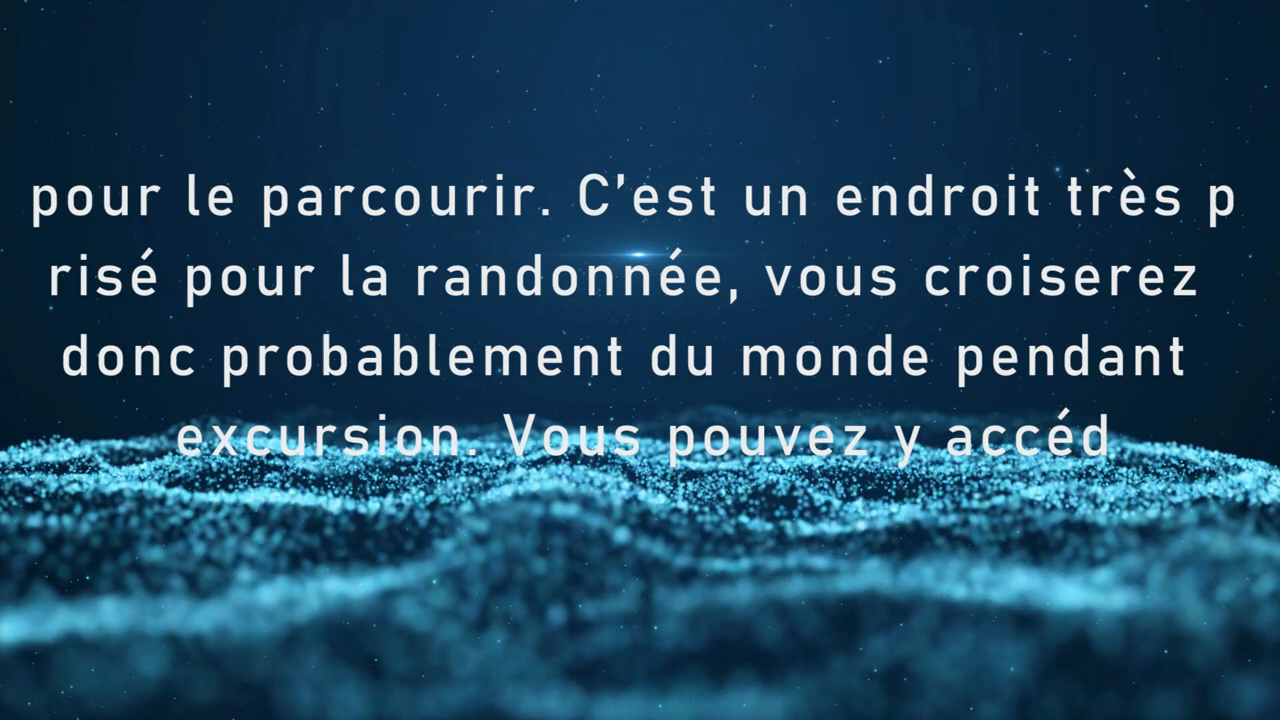 pour le parcourir. C'est un endroit très p
risé pour la randonnée, vous croiserez
donc probablement du monde pendant
excursion. Vous pouvez y accéd